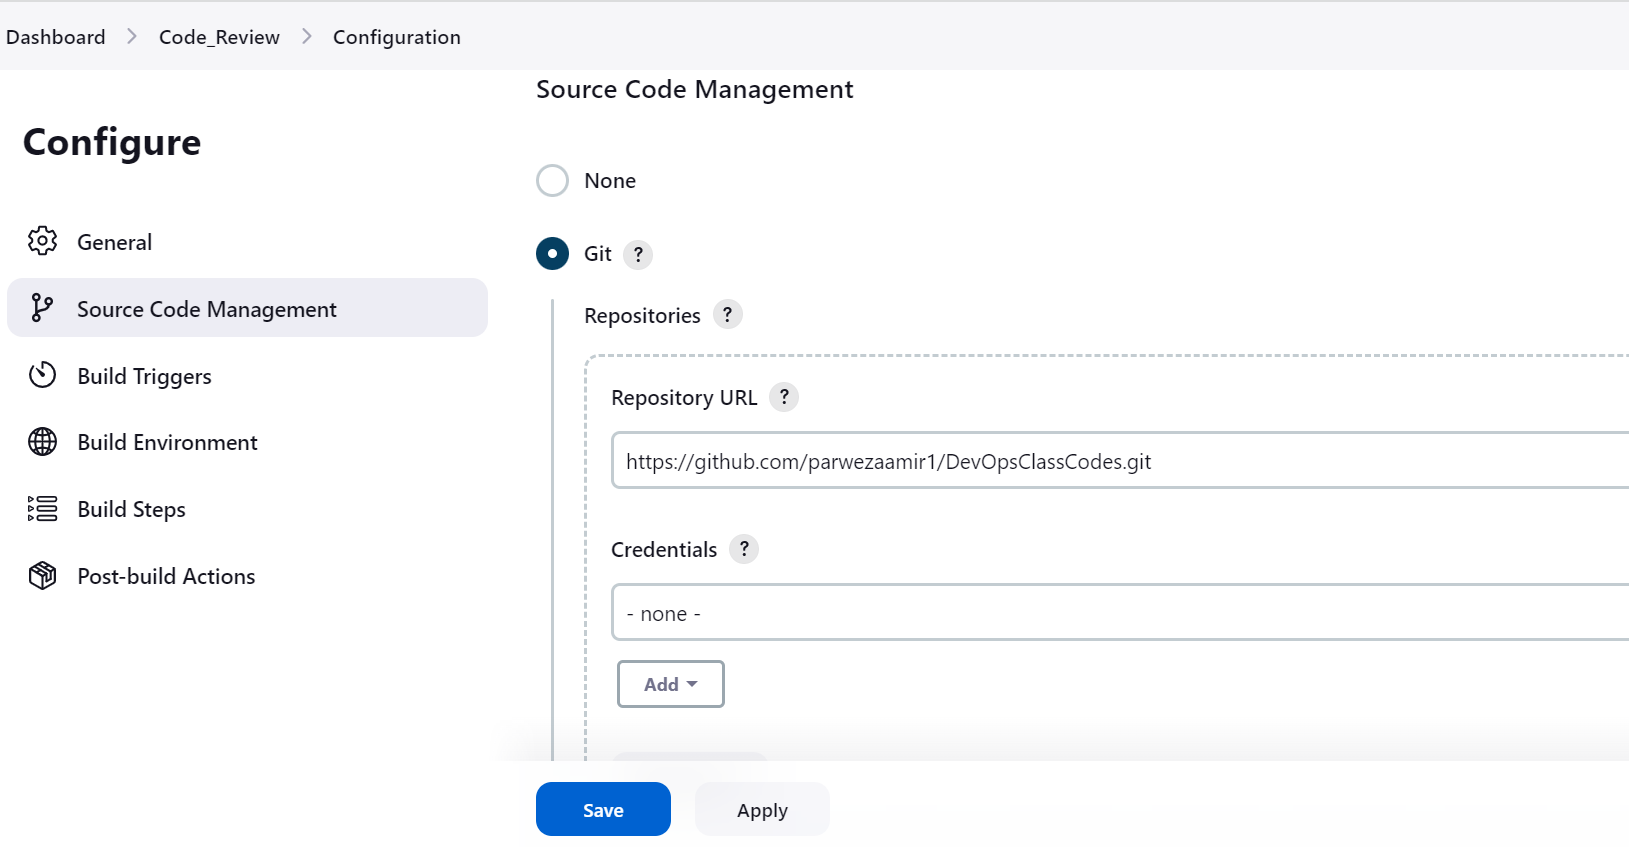 Dashboard > Code_Review > Configuration
Configure
General
Source Code Management
Build Triggers
Build Environment
Build Steps
Post-build Actions
Source Code Management
None
Git ?
Repositories ?
Repository URL ?
https://github.com/parwezaamir1/DevOpsClassCodes.git
Credentials ?
- none -
Add
Save
Apply